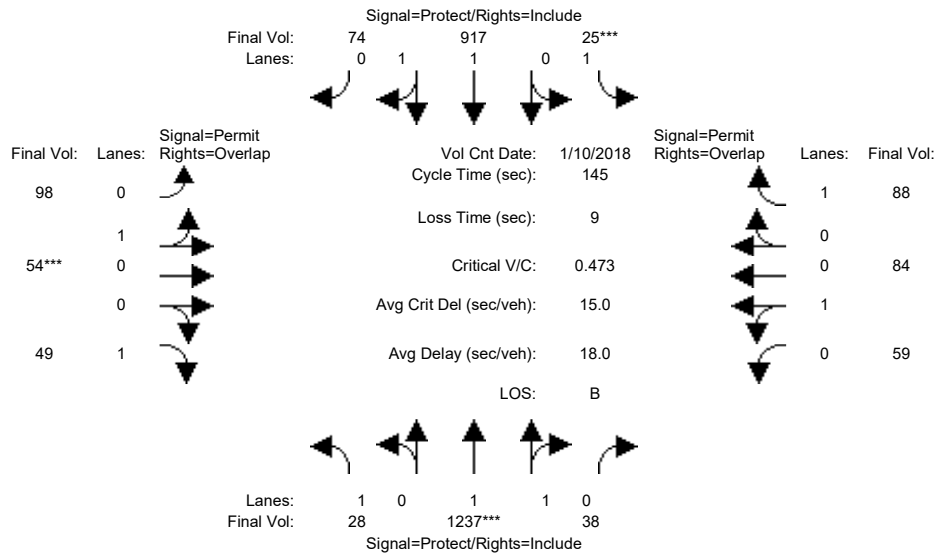 Signal=Protect/Rights=Include
Final Vol: 74 917 25***
Lanes: 0 1 1 0 1
Signal=Permit Signal=Permit
Final Vol: Lanes: Rights=Overlap Vol Cnt Date: 1/10/2018 Rights=Overlap Lanes: Final Vol:
Cycle Time (sec): 145
98 0 1 88
Loss Time (sec): 9
1 0
54*** 0 Critical V/C: 0.473 0 84
0 Avg Crit Del (sec/veh): 15.0 1
49 1 Avg Delay (sec/veh): 18.0 0 59
LOS: B
Lanes: 1 0 1 1 0
Final Vol: 28 1237*** 38
Signal=Protect/Rights=Include